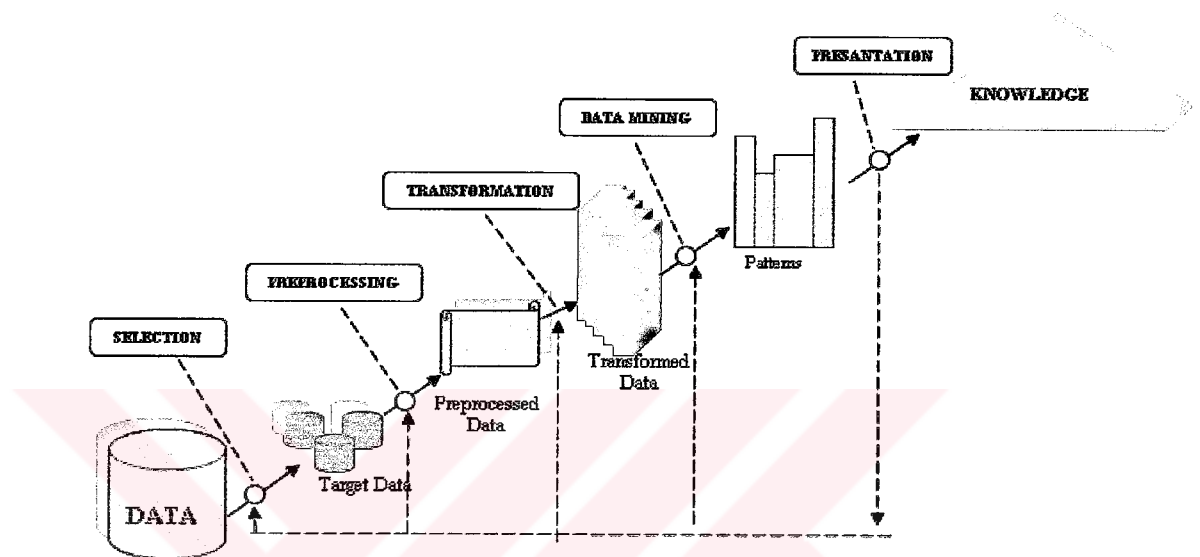 PRESANTATION
KNOWLEDGE
DATA MINING
TRANSFORMATION
Patterns
PREPROCESSING
SELECTION
Transformed
Data
Preprocessed
Data
Target Data
DATA